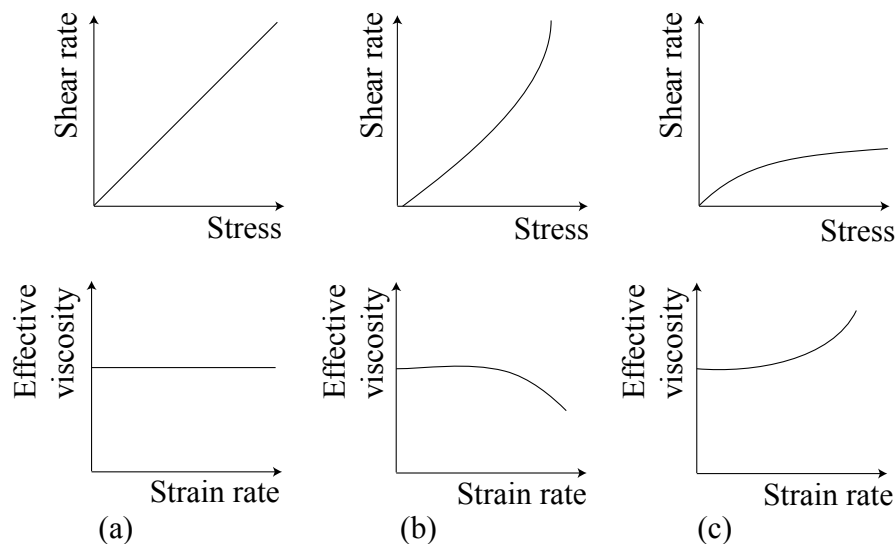 Shear rate
Stress
Shear rate
Stress
Shear rate
Stress
Effective
viscosity
Strain rate
Effective
viscosity
Strain rate
Effective
viscosity
Strain rate
(a)
(b)
(c)